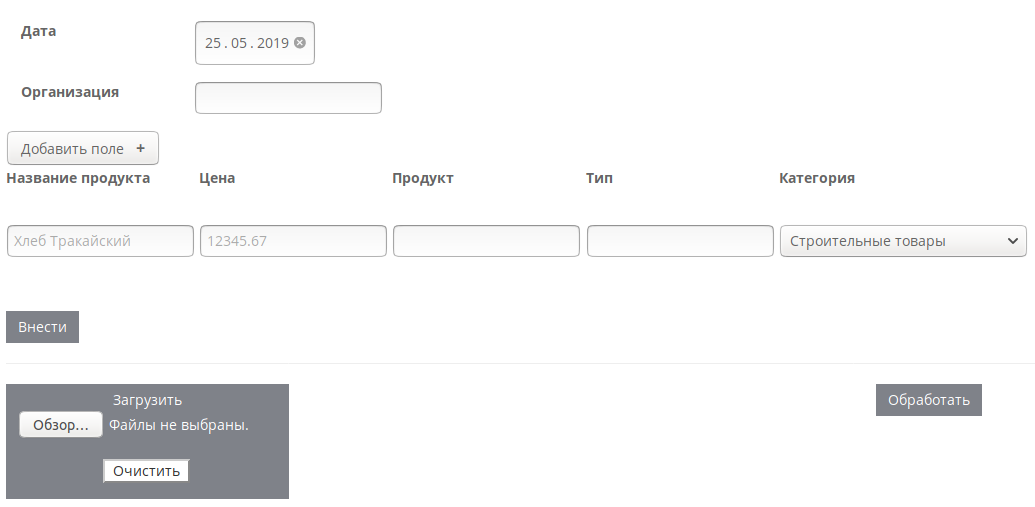 Дата
25.05.2019
Организация
Добавить поле +
Название продукта Цена Продукт Тип Категория
Хлеб Тракайский 12345.67 Строительные товары
Внести
Загрузить Обработать
Обзор... Файлы не выбраны.
Очистить